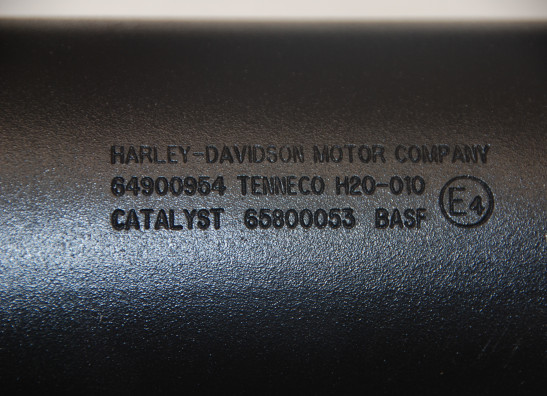 HARLEY-DAVIDSON MOTOR COMPANY
64900954 TENNECO H20-010
CATALYST 65800053 BASF
E4